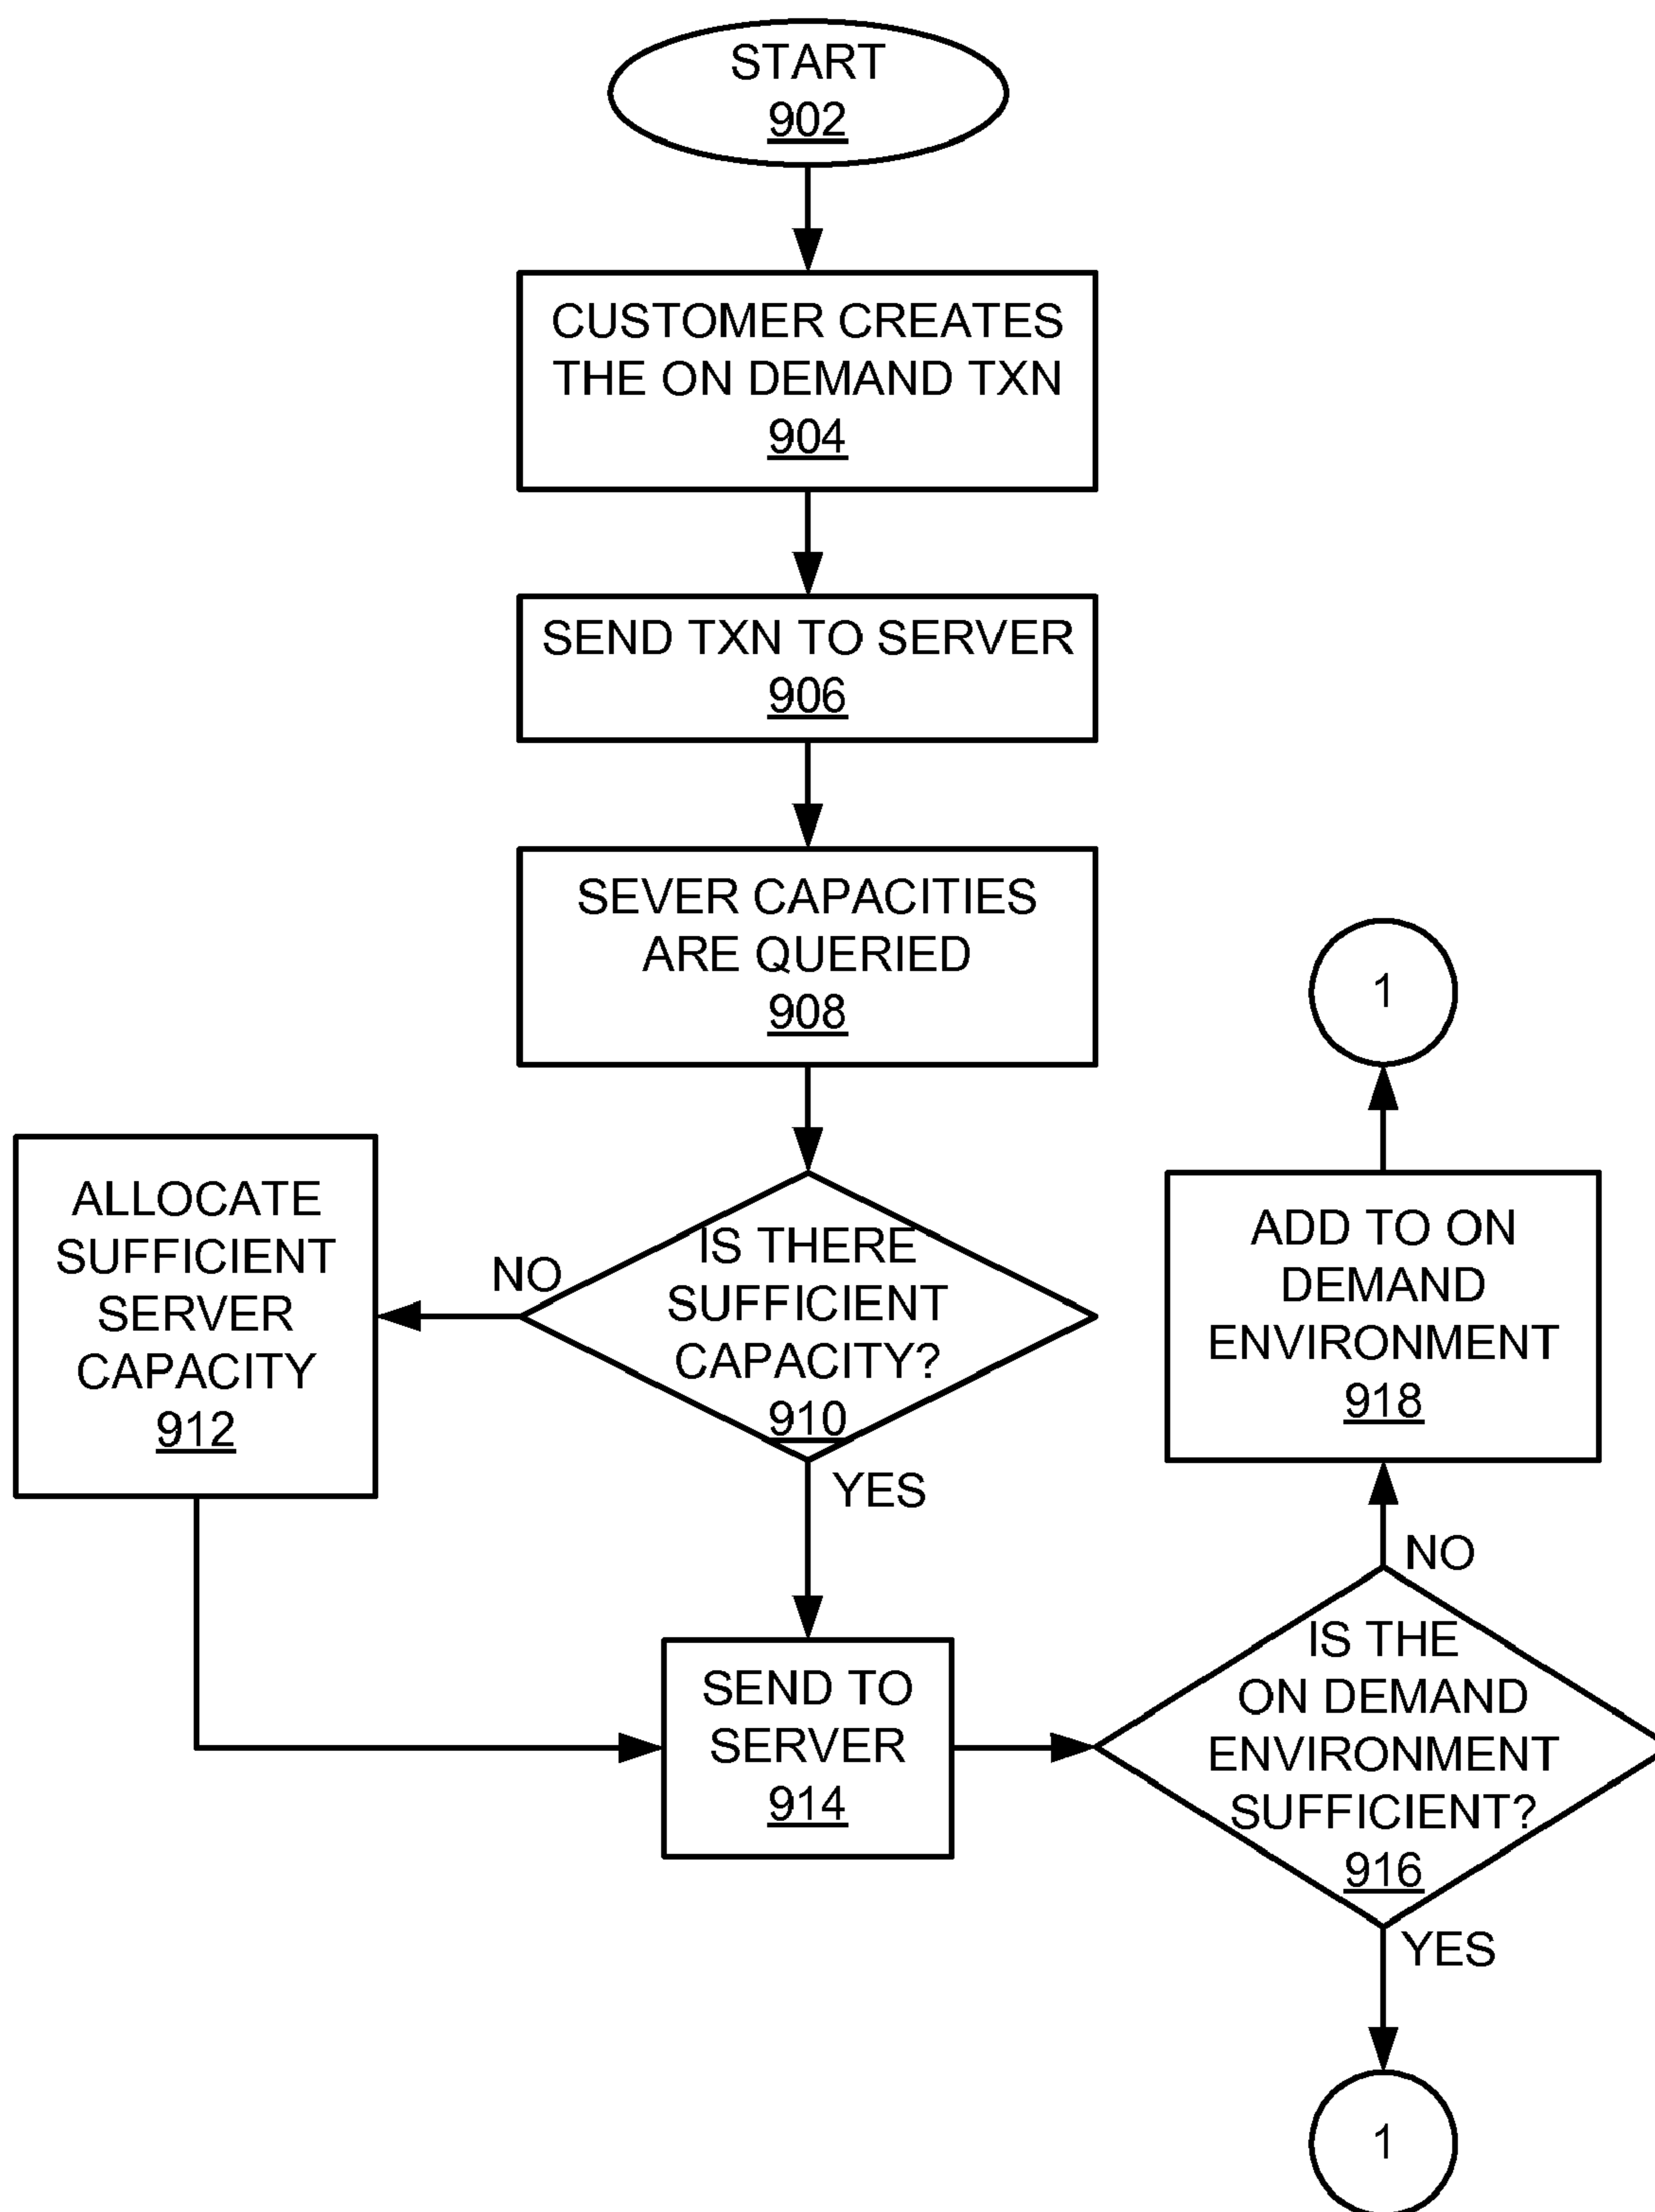 START
902
CUSTOMER CREATES
THE ON DEMAND TXN
904
SEND TXN TO SERVER
906
SEVER CAPACITIES
ARE QUERIED
908
IS THERE
SUFFICIENT
CAPACITY?
910
NO
ALLOCATE
SUFFICIENT
SERVER
CAPACITY
912
YES
SEND TO
SERVER
914
IS THE
ON DEMAND
ENVIRONMENT
SUFFICIENT?
916
NO
ADD TO ON
DEMAND
ENVIRONMENT
918
1
YES
1